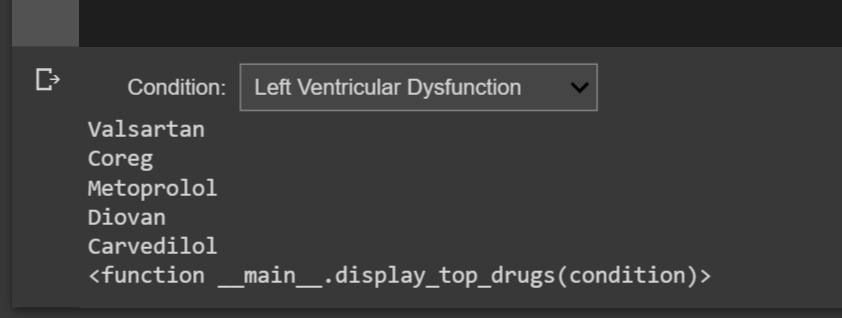 Condition: Left Ventricular Dysfunction
Valsartan
Coreg
Metoprolol
Diovan
Carvedilol
<function __main__.display_top_drugs(condition)>